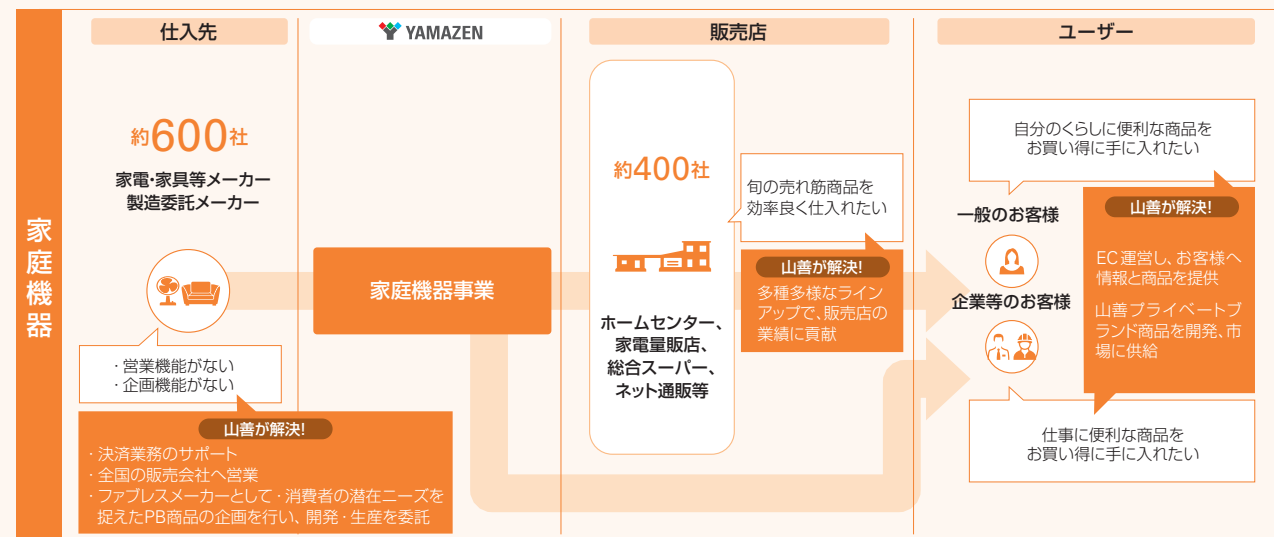 仕入先
YAMAZEN
販売店
ユーザー
家庭機器
約600社
家電・家具等メーカー
製造委託メーカー
・営業機能がない
・企画機能がない
山善が解決!
・決済業務のサポート
・全国の販売会社へ営業
・ファブレスメーカーとして・消費者の潜在ニーズを
捉えたPB商品の企画を行い、開発・生産を委託
家庭機器事業
約400社
ホームセンター、
家電量販店、
総合スーパー、
ネット通販等
旬の売れ筋商品を
効率良く仕入れたい
山善が解決!
多種多様なライン
アップで、販売店の
業績に貢献
自分のくらしに便利な商品を
お買い得に手に入れたい
一般のお客様
企業等のお客様
山善が解決!
EC運営し、お客様へ
情報と商品を提供
山善プライベートブ
ランド商品を開発、市
場に供給
仕事に便利な商品を
お買い得に手に入れたい